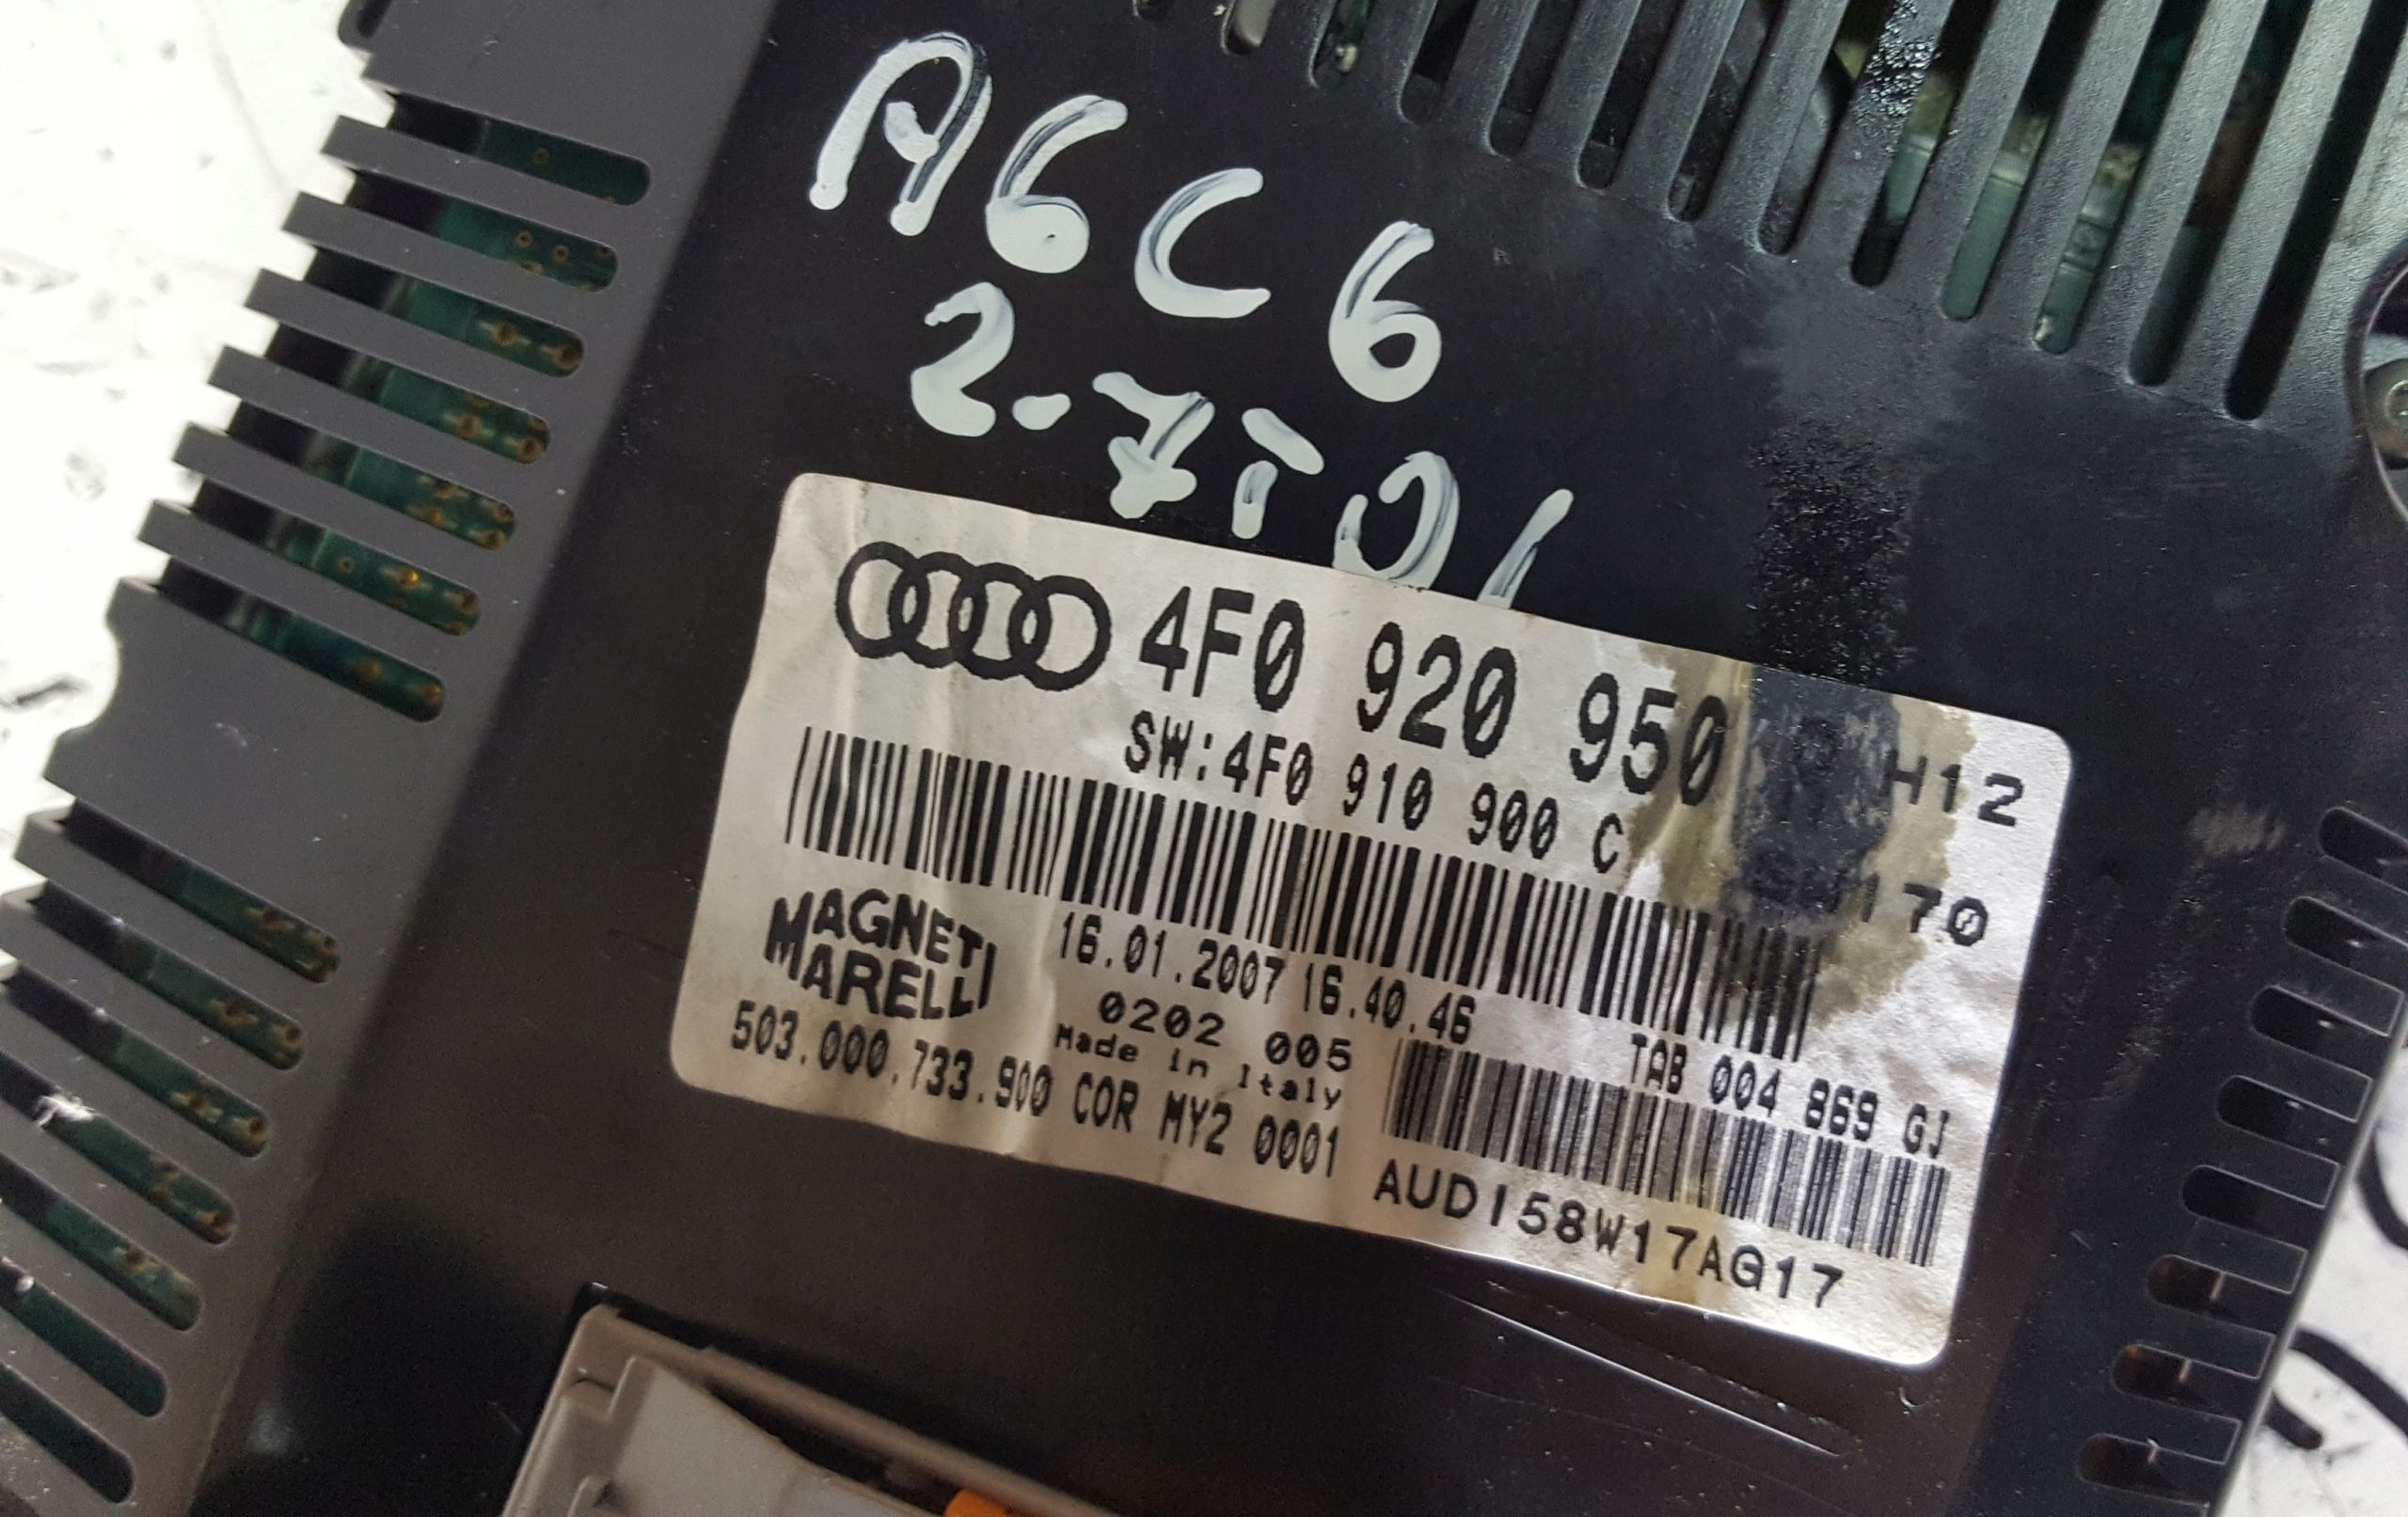 A6C6
2.7TDI
4F0 920 950 H12
SW:4F0 910 900 C 170
MAGNETI MARELLI
16.01.2007 16.40.46
0202 005
Made in Italy
TAB 004 869 GJ
503.000.733.900 COR MY2 0001
AUDI58W17AG17